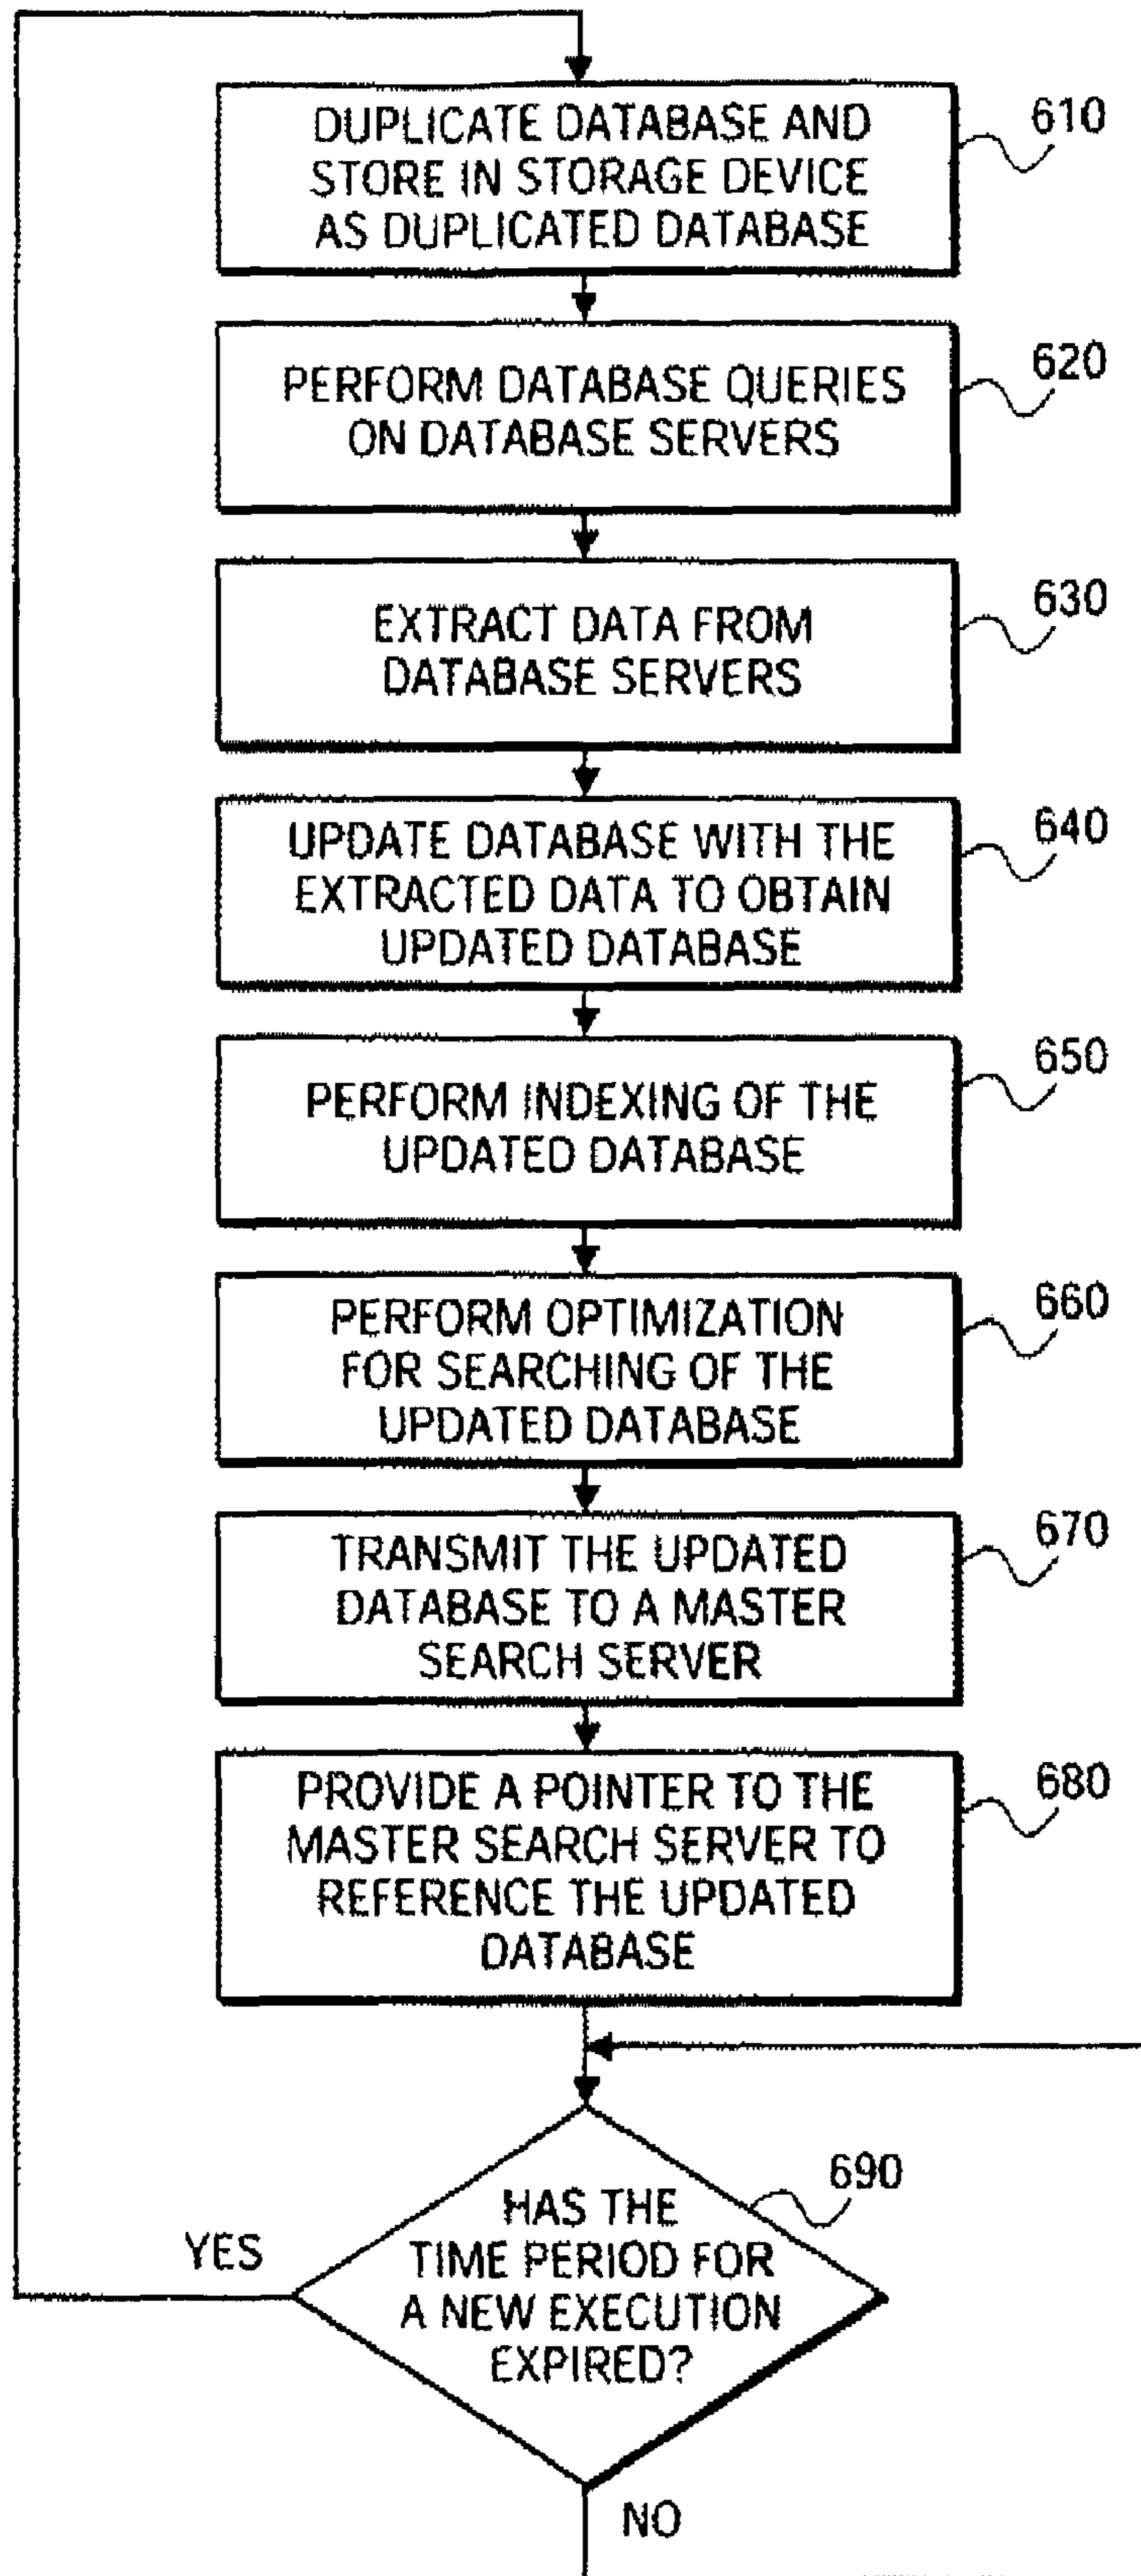 DUPLICATE DATABASE AND
STORE IN STORAGE DEVICE
AS DUPLICATED DATABASE
610
PERFORM DATABASE QUERIES
ON DATABASE SERVERS
620
EXTRACT DATA FROM
DATABASE SERVERS
630
UPDATE DATABASE WITH THE
EXTRACTED DATA TO OBTAIN
UPDATED DATABASE
640
PERFORM INDEXING OF THE
UPDATED DATABASE
650
PERFORM OPTIMIZATION
FOR SEARCHING OF THE
UPDATED DATABASE
660
TRANSMIT THE UPDATED
DATABASE TO A MASTER
SEARCH SERVER
670
PROVIDE A POINTER TO THE
MASTER SEARCH SERVER TO
REFERENCE THE UPDATED
DATABASE
680
HAS THE
TIME PERIOD FOR
A NEW EXECUTION
EXPIRED?
690
YES
NO